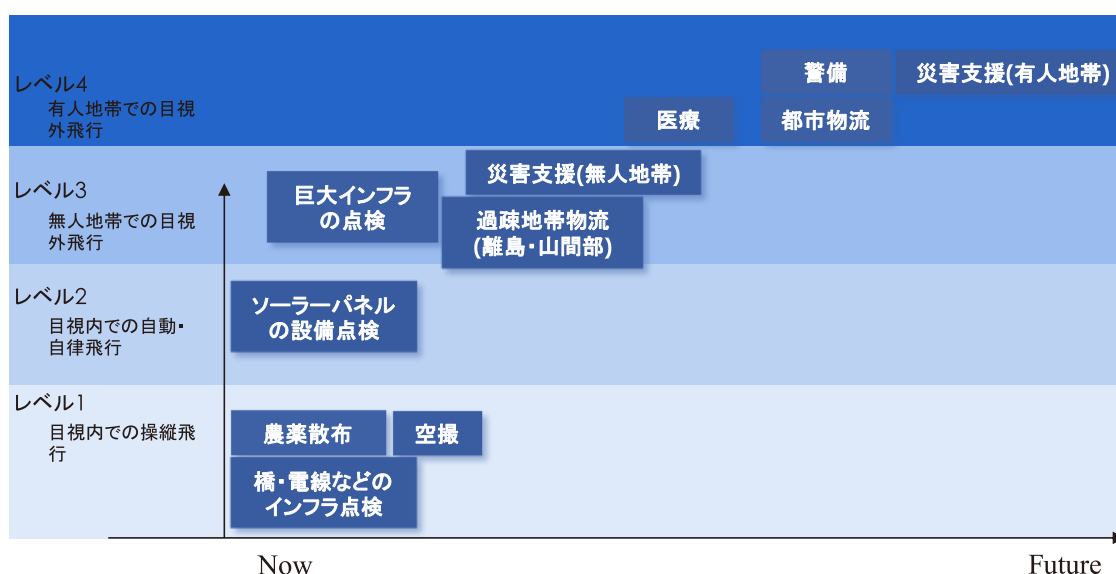 レベル4
有人地帯での目視
外飛行
警備
災害支援(有人地帯)
医療
都市物流
レベル3
無人地帯での目視
外飛行
巨大インフラ
の点検
災害支援(無人地帯)
過疎地帯物流
(離島・山間部)
レベル2
目視内での自動・
自律飛行
ソーラーパネル
の設備点検
レベル1
目視内での操縦飛
行
農薬散布
空撮
橋・電線などの
インフラ点検
Now
Future